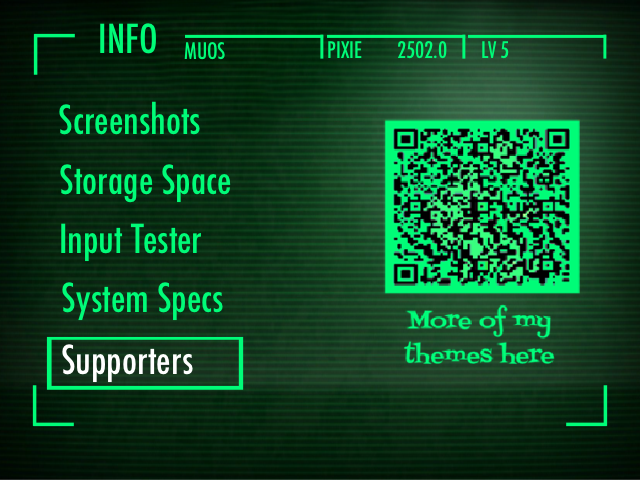 INFO MUOS PIXIE 2502.0 LV 5
Screenshots
Storage Space
Input Tester
System Specs
Supporters
More of my
themes here